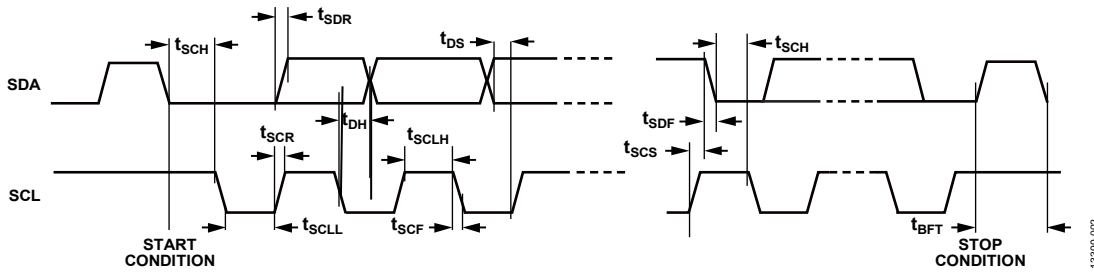 tSDR
tSCH
tDS
tSCH
SDA
tDH
tSDF
tSCR
tSCLH
tSCS
SCL
tSCLL
tSCF
tBFT
START
CONDITION
STOP
CONDITION